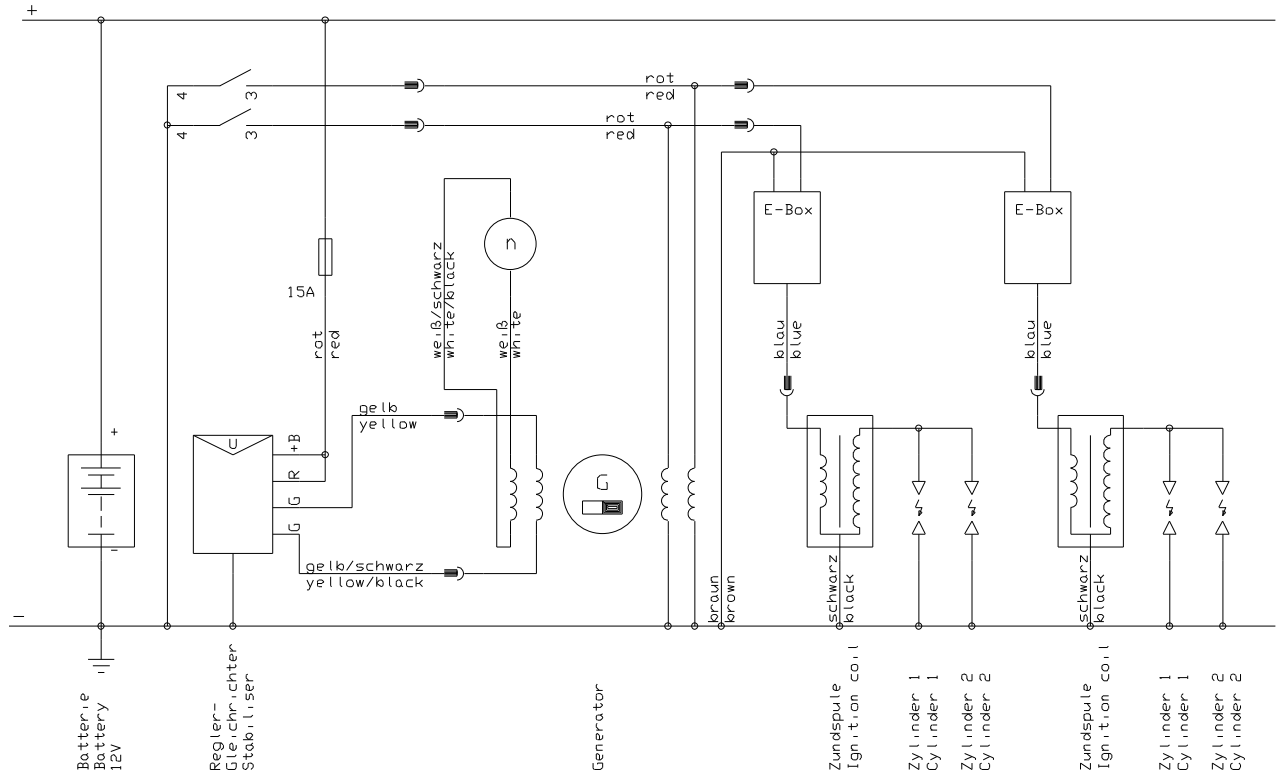 +
rot
red
4
3
4
3
rot
red
E-Box
E-Box
n
weiß/schwarz
white/black
15A
rot
red
weiß
white
blau
blue
blau
blue
gelb
yellow
+
U
+B
R
G
G
G
-
gelb/schwarz
yellow/black
braun
brown
schwarz
black
schwarz
black
-
Batterie
Battery
12V
Regler-
Gleichrichter
Stabiliser
Generator
Zundspule
Ignition coil
Zylinder 1
Cylinder 1
Zylinder 2
Cylinder 2
Zundspule
Ignition coil
Zylinder 1
Cylinder 1
Zylinder 2
Cylinder 2